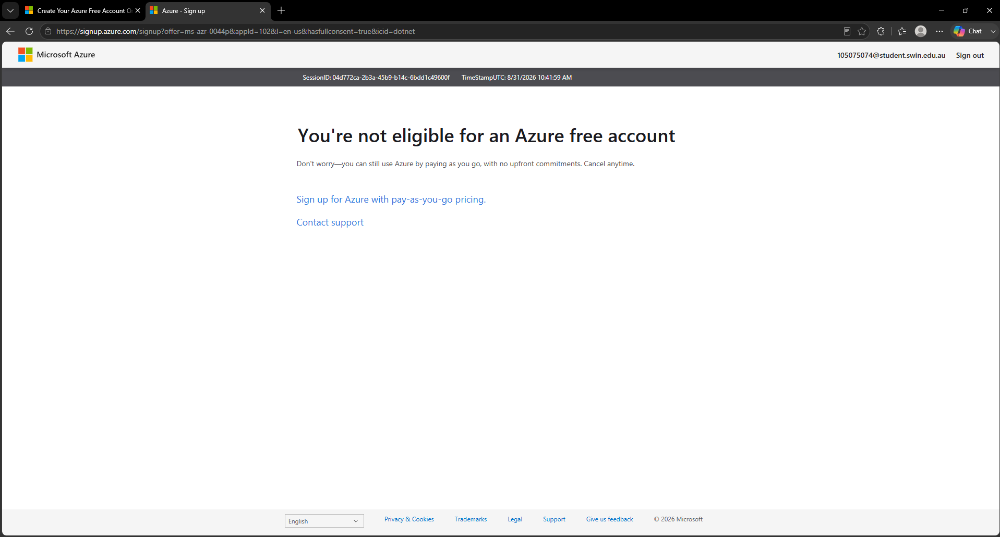 Create Your Azure Free Account O
Azure - Sign up
https://signup.azure.com/signup?offer=ms-azr-0044p&appId=102&l=en-us&hasfullconsent=true&icid=dotnet
Chat
Microsoft Azure
105075074@student.swin.edu.au
Sign out
SessionID: 04d772ca-2b3a-45b9-b14c-6bdd1c49600f
TimeStampUTC: 8/31/2026 10:41:59 AM
You're not eligible for an Azure free account
Don't worry—you can still use Azure by paying as you go, with no upfront commitments. Cancel anytime.
Sign up for Azure with pay-as-you-go pricing.
Contact support
English
Privacy & Cookies
Trademarks
Legal
Support
Give us feedback
© 2026 Microsoft